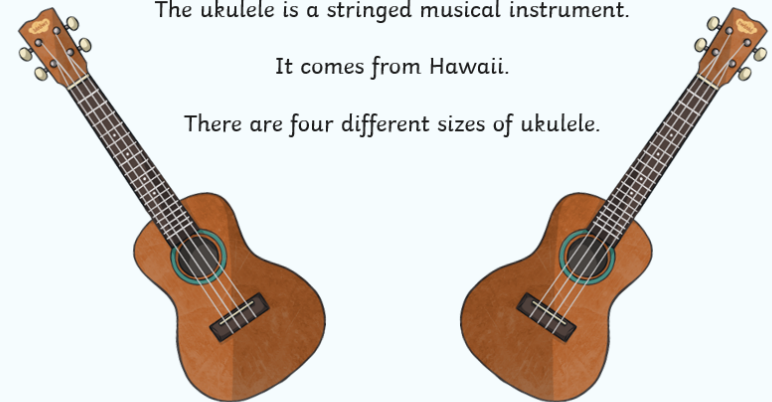 The ukulele is a stringed musical instrument.
It comes from Hawaii.
There are four different sizes of ukulele.